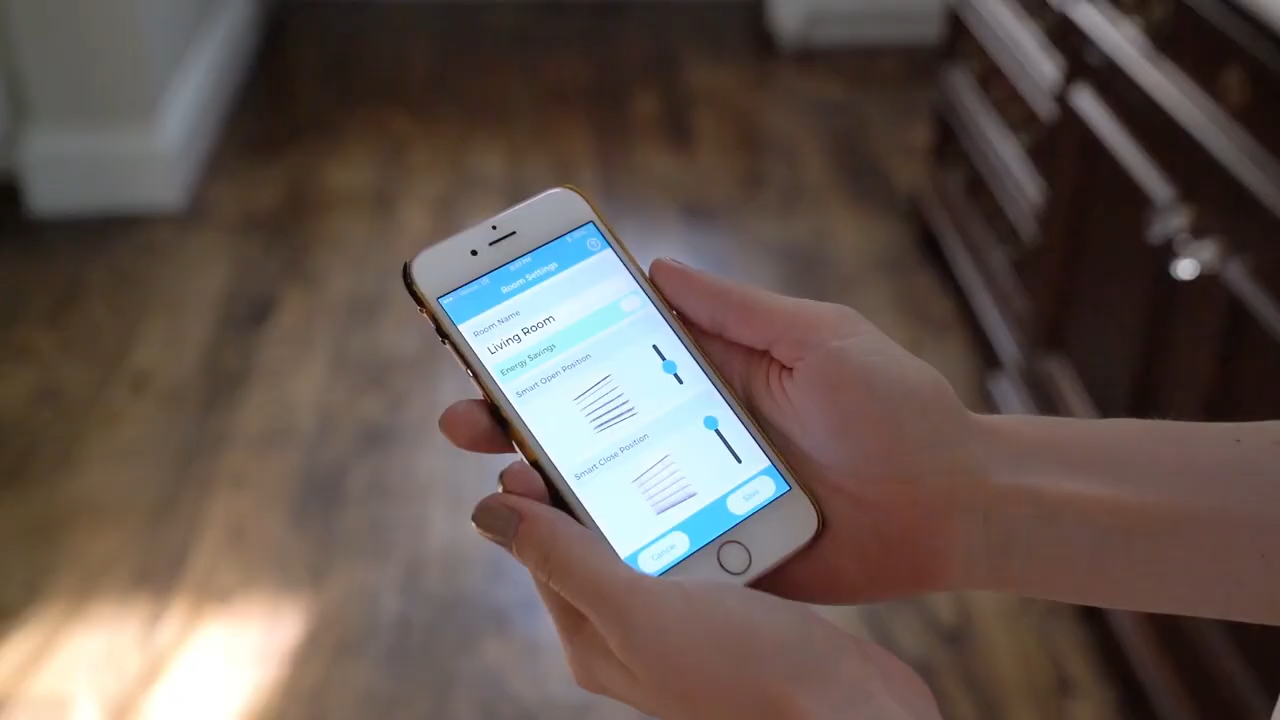 Room Settings
Room Name
Living Room
Energy Savings
Smart Open Position
Smart Close Position
Cancel
Save